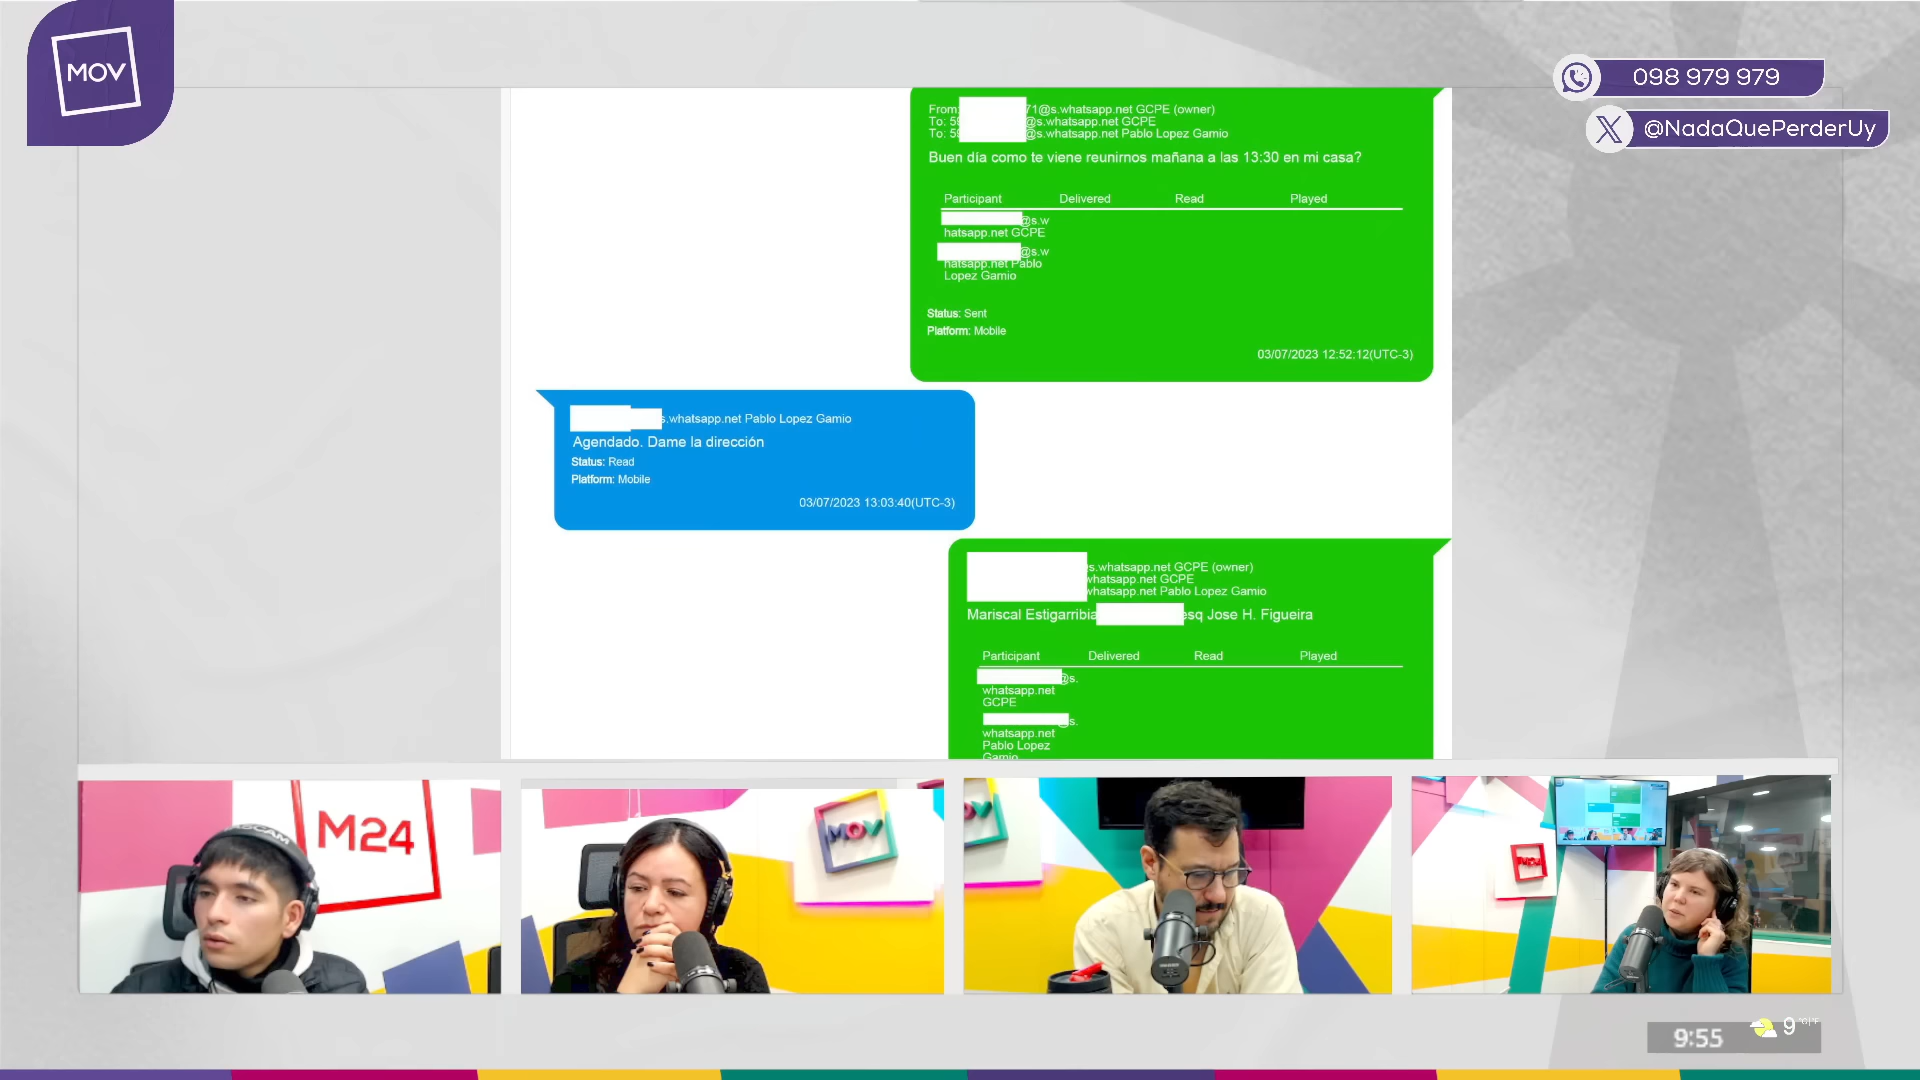 MOV
098 979 979
@NadaQuePerderUy
From: 71@s.whatsapp.net GCPE (owner)
To: 59 @s.whatsapp.net GCPE
To: 59 @s.whatsapp.net Pablo Lopez Gamio
Buen día como te viene reunirnos mañana a las 13:30 en mi casa?
Participant Delivered Read Played
@s.w
hatsapp.net GCPE
@s.w
hatsapp.net Pablo
Lopez Gamio
Status: Sent
Platform: Mobile
03/07/2023 12:52:12(UTC-3)
s.whatsapp.net Pablo Lopez Gamio
Agendado. Dame la dirección
Status: Read
Platform: Mobile
03/07/2023 13:03:40(UTC-3)
s.whatsapp.net GCPE (owner)
whatsapp.net GCPE
whatsapp.net Pablo Lopez Gamio
Mariscal Estigarribia esq Jose H. Figueira
Participant Delivered Read Played
@s.
whatsapp.net
GCPE
@s.
whatsapp.net
Pablo Lopez
Gamio
M24
MOV
9:55
9